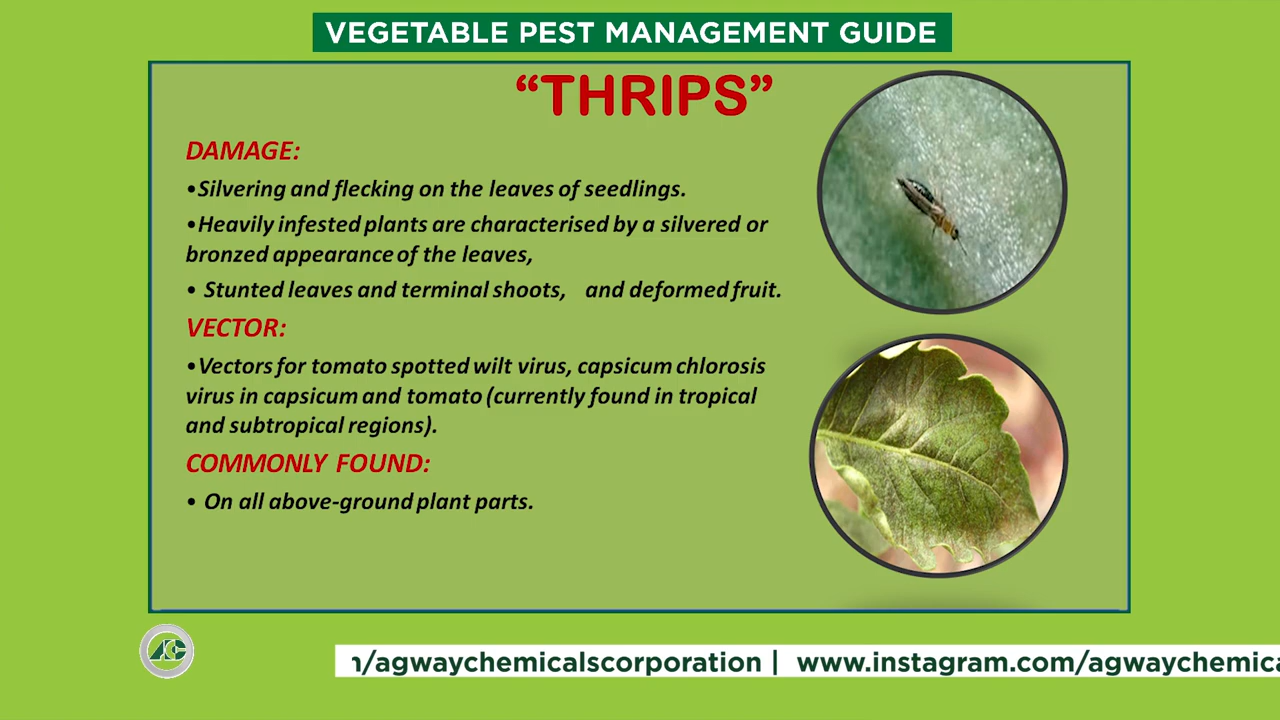 VEGETABLE PEST MANAGEMENT GUIDE
“THRIPS”
DAMAGE:
•Silvering and flecking on the leaves of seedlings.
•Heavily infested plants are characterised by a silvered or
bronzed appearance of the leaves,
• Stunted leaves and terminal shoots, and deformed fruit.
VECTOR:
•Vectors for tomato spotted wilt virus, capsicum chlorosis
virus in capsicum and tomato (currently found in tropical
and subtropical regions).
COMMONLY FOUND:
• On all above-ground plant parts.
/agwaychemicalscorporation | www.instagram.com/agwaychemica